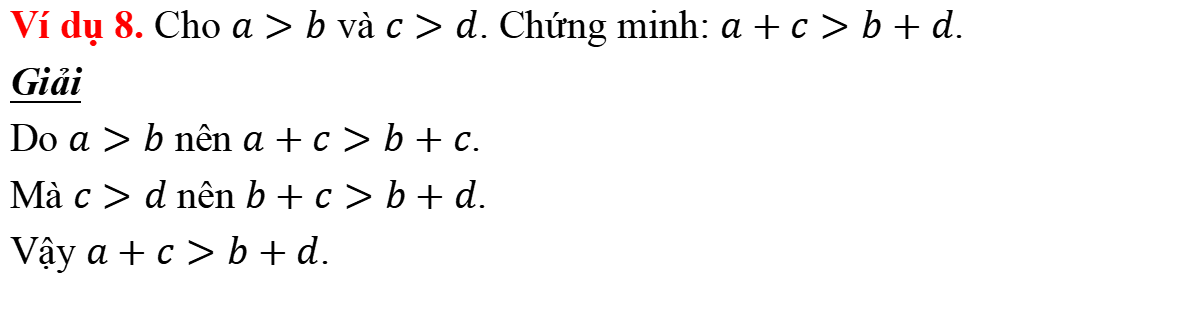 Ví dụ 8. Cho 𝑎 > 𝑏 và 𝑐 > 𝑑. Chứng minh: 𝑎 + 𝑐 > 𝑏 + 𝑑.
Giải
Do 𝑎 > 𝑏 nên 𝑎 + 𝑐 > 𝑏 + 𝑐.
Mà 𝑐 > 𝑑 nên 𝑏 + 𝑐 > 𝑏 + 𝑑.
Vậy 𝑎 + 𝑐 > 𝑏 + 𝑑.